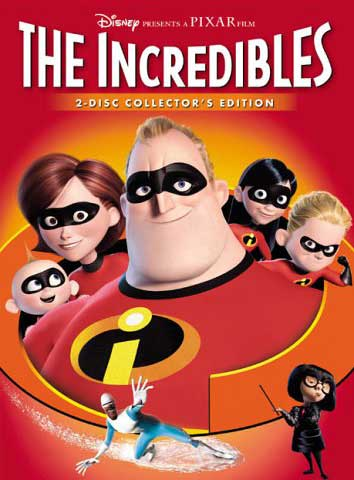 Disney PRESENTS A PIXAR FILM
THE INCREDIBLES
2-DISC COLLECTOR'S EDITION